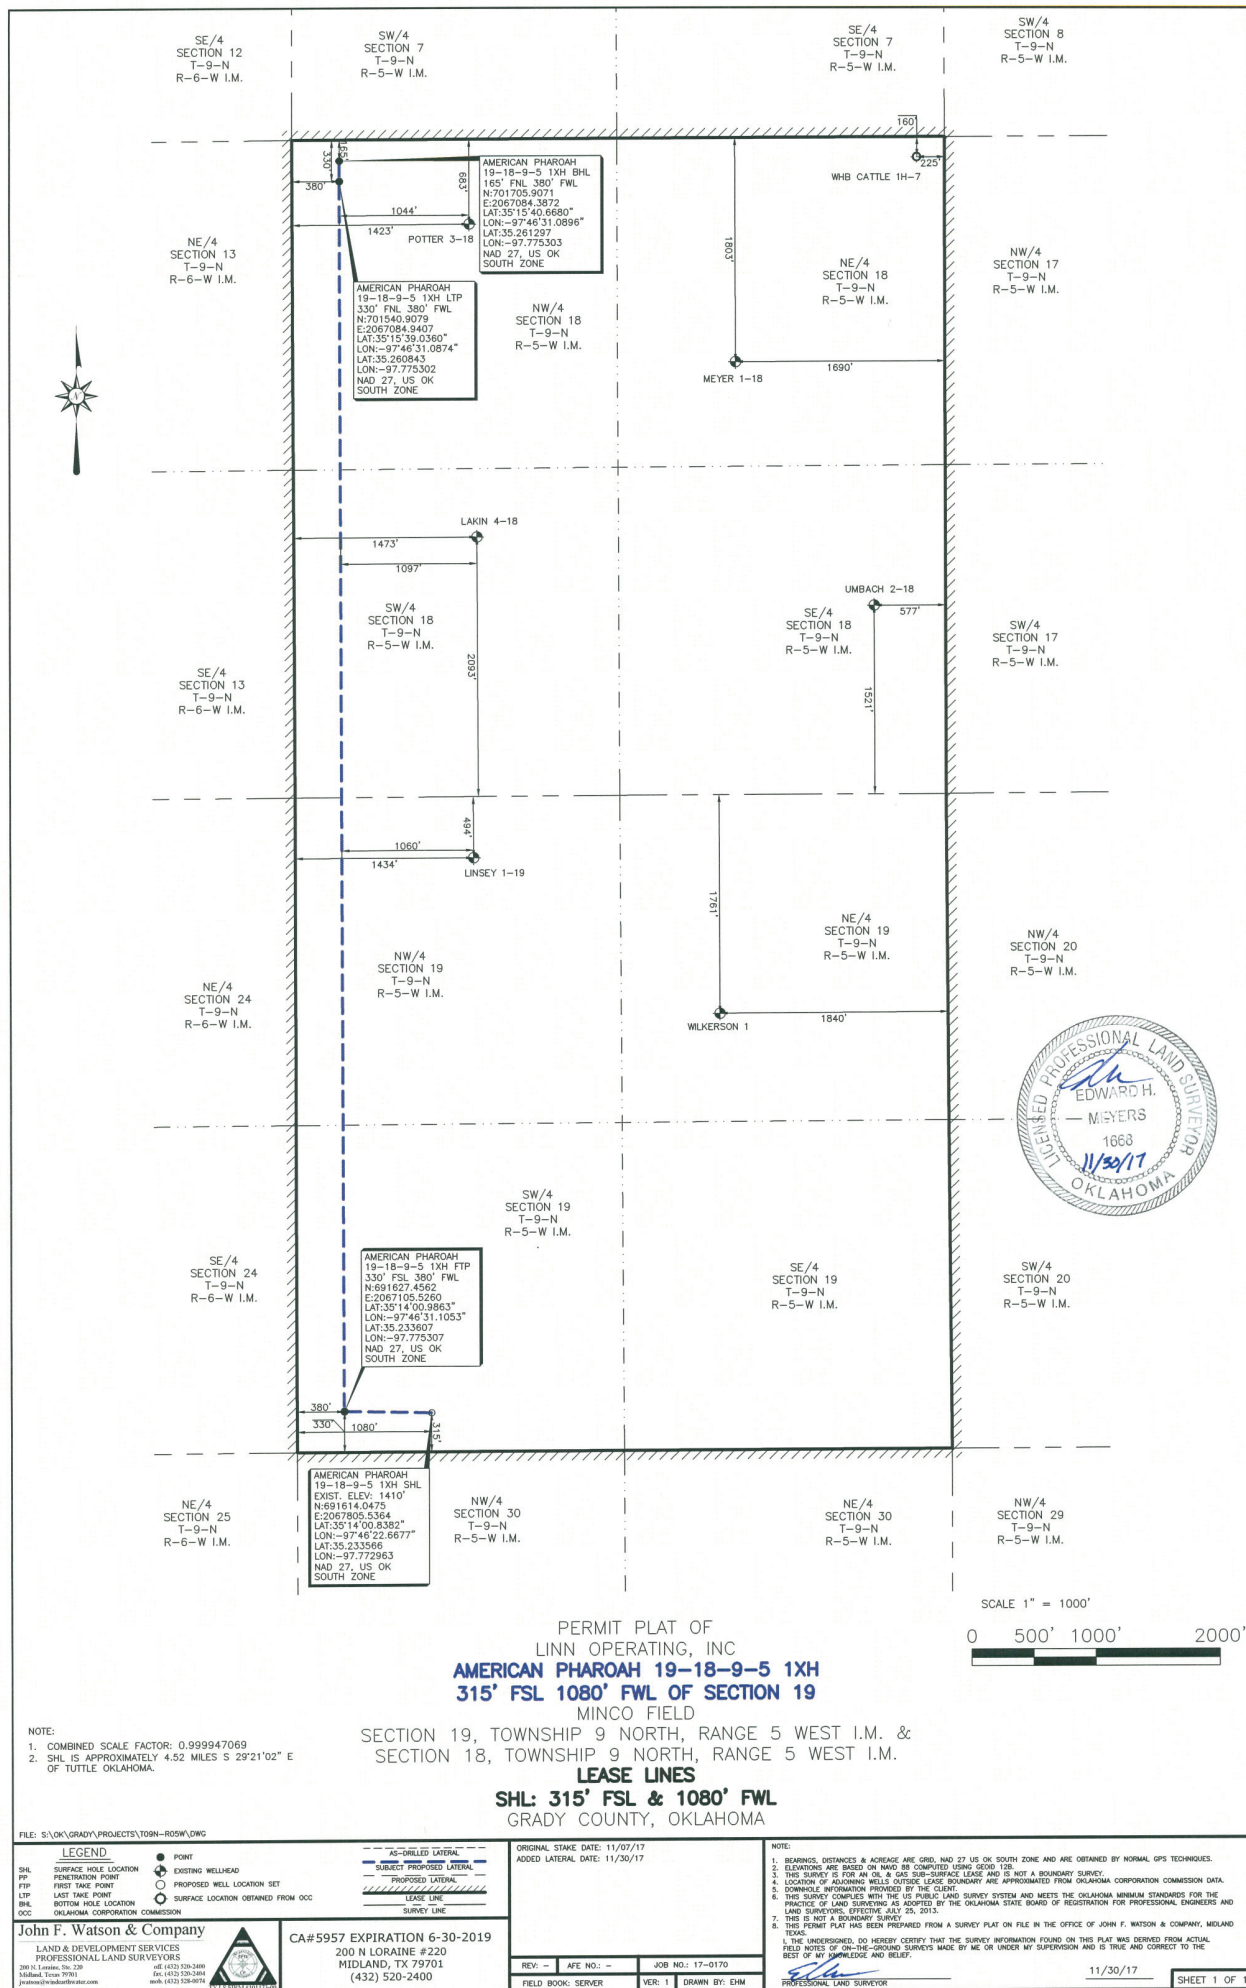 SE/4
SECTION 12
T-9-N
R-6-W I.M.
SW/4
SECTION 7
T-9-N
R-5-W I.M.
SE/4
SECTION 7
T-9-N
R-5-W I.M.
SW/4
SECTION 8
T-9-N
R-5-W I.M.
160'
225'
WHB CATTLE 1H-7
165'
330'
380'
683'
1044'
1423'
POTTER 3-18
AMERICAN PHAROAH
19-18-9-5 1XH BHL
165' FNL 380' FWL
N:701705.9071
E:2067084.3872
LAT:35°15'40.6680"
LON:-97°46'31.0896"
LAT:35.261297
LON:-97.775303
NAD 27, US OK
SOUTH ZONE
AMERICAN PHAROAH
19-18-9-5 1XH LTP
330' FNL 380' FWL
N:701540.9079
E:2067084.9407
LAT:35°15'39.0360"
LON:-97°46'31.0874"
LAT:35.260843
LON:-97.775302
NAD 27, US OK
SOUTH ZONE
NE/4
SECTION 13
T-9-N
R-6-W I.M.
NW/4
SECTION 18
T-9-N
R-5-W I.M.
1803'
NE/4
SECTION 18
T-9-N
R-5-W I.M.
NW/4
SECTION 17
T-9-N
R-5-W I.M.
MEYER 1-18
1690'
N
LAKIN 4-18
1473'
1097'
2093'
SW/4
SECTION 18
T-9-N
R-5-W I.M.
UMBACH 2-18
577'
1521'
SE/4
SECTION 18
T-9-N
R-5-W I.M.
SW/4
SECTION 17
T-9-N
R-5-W I.M.
SE/4
SECTION 13
T-9-N
R-6-W I.M.
494'
1060'
1434'
LINSEY 1-19
1761'
NE/4
SECTION 19
T-9-N
R-5-W I.M.
NW/4
SECTION 20
T-9-N
R-5-W I.M.
NW/4
SECTION 19
T-9-N
R-5-W I.M.
NE/4
SECTION 24
T-9-N
R-6-W I.M.
WILKERSON 1
1840'
LICENSED PROFESSIONAL LAND SURVEYOR
EDWARD H.
MEYERS
1668
11/30/17
OKLAHOMA
SW/4
SECTION 19
T-9-N
R-5-W I.M.
SE/4
SECTION 24
T-9-N
R-6-W I.M.
SE/4
SECTION 19
T-9-N
R-5-W I.M.
SW/4
SECTION 20
T-9-N
R-5-W I.M.
AMERICAN PHAROAH
19-18-9-5 1XH FTP
330' FSL 380' FWL
N:691627.4562
E:2067105.5260
LAT:35°14'00.9863"
LON:-97°46'31.1053"
LAT:35.233607
LON:-97.775307
NAD 27, US OK
SOUTH ZONE
380'
330'
1080'
315'
AMERICAN PHAROAH
19-18-9-5 1XH SHL
EXIST. ELEV: 1410'
N:691614.0475
E:2067805.5364
LAT:35°14'00.8382"
LON:-97°46'22.6677"
LAT:35.233566
LON:-97.772963
NAD 27, US OK
SOUTH ZONE
NE/4
SECTION 25
T-9-N
R-6-W I.M.
NW/4
SECTION 30
T-9-N
R-5-W I.M.
NE/4
SECTION 30
T-9-N
R-5-W I.M.
NW/4
SECTION 29
T-9-N
R-5-W I.M.
SCALE 1" = 1000'
0 500' 1000' 2000'
PERMIT PLAT OF
LINN OPERATING, INC
AMERICAN PHAROAH 19-18-9-5 1XH
315' FSL 1080' FWL OF SECTION 19
MINCO FIELD
SECTION 19, TOWNSHIP 9 NORTH, RANGE 5 WEST I.M. &
SECTION 18, TOWNSHIP 9 NORTH, RANGE 5 WEST I.M.
LEASE LINES
SHL: 315' FSL & 1080' FWL
GRADY COUNTY, OKLAHOMA
NOTE:
1. COMBINED SCALE FACTOR: 0.999947069
2. SHL IS APPROXIMATELY 4.52 MILES S 29°21'02" E
OF TUTTLE OKLAHOMA.
FILE: S:\OK\GRADY\PROJECTS\T09N-R05W\DWG
LEGEND
SHL SURFACE HOLE LOCATION
PP PENETRATION POINT
FTP FIRST TAKE POINT
LTP LAST TAKE POINT
BHL BOTTOM HOLE LOCATION
OCC OKLAHOMA CORPORATION COMMISSION
POINT
EXISTING WELLHEAD
PROPOSED WELL LOCATION SET
SURFACE LOCATION OBTAINED FROM OCC
AS-DRILLED LATERAL
SUBJECT PROPOSED LATERAL
PROPOSED LATERAL
LEASE LINE
SURVEY LINE
John F. Watson & Company
LAND & DEVELOPMENT SERVICES
PROFESSIONAL LAND SURVEYORS
200 N. Loraine, Ste. 220
Midland, Texas 79701
off. (432) 520-2400
fax. (432) 520-2404
mob. (432) 528-0074
CA#5957 EXPIRATION 6-30-2019
200 N LORAINE #220
MIDLAND, TX 79701
(432) 520-2400
ORIGINAL STAKE DATE: 11/07/17
ADDED LATERAL DATE: 11/30/17
REV: - AFE NO.: - JOB NO.: 17-0170
FIELD BOOK: SERVER VER: 1 DRAWN BY: EHM
NOTE:
1. BEARINGS, DISTANCES & ACREAGE ARE GRID, NAD 27 US OK SOUTH ZONE AND ARE OBTAINED BY NORMAL GPS TECHNIQUES.
2. ELEVATIONS ARE BASED ON NAVD 88 COMPUTED USING GEOID 12B.
3. THIS SURVEY IS FOR AN OIL & GAS SUB-SURFACE LEASE AND IS NOT A BOUNDARY SURVEY.
4. LOCATION OF ADJOINING WELLS OUTSIDE LEASE BOUNDARY ARE APPROXIMATED FROM OKLAHOMA CORPORATION COMMISSION DATA.
5. DOWNHOLE INFORMATION PROVIDED BY THE CLIENT.
6. THIS SURVEY COMPLIES WITH THE US PUBLIC LAND SURVEY SYSTEM AND MEETS THE OKLAHOMA MINIMUM STANDARDS FOR THE
PRACTICE OF LAND SURVEYING AS ADOPTED BY THE OKLAHOMA STATE BOARD OF REGISTRATION FOR PROFESSIONAL ENGINEERS AND
LAND SURVEYORS, EFFECTIVE JULY 25, 2013.
7. THIS IS NOT A BOUNDARY SURVEY
8. THIS PERMIT PLAT HAS BEEN PREPARED FROM A SURVEY PLAT ON FILE IN THE OFFICE OF JOHN F. WATSON & COMPANY, MIDLAND
TEXAS.
I, THE UNDERSIGNED, DO HEREBY CERTIFY THAT THE SURVEY INFORMATION FOUND ON THIS PLAT WAS DERIVED FROM ACTUAL
FIELD NOTES OF ON-THE-GROUND SURVEYS MADE BY ME OR UNDER MY SUPERVISION AND IS TRUE AND CORRECT TO THE
BEST OF MY KNOWLEDGE AND BELIEF.
11/30/17
PROFESSIONAL LAND SURVEYOR
SHEET 1 OF